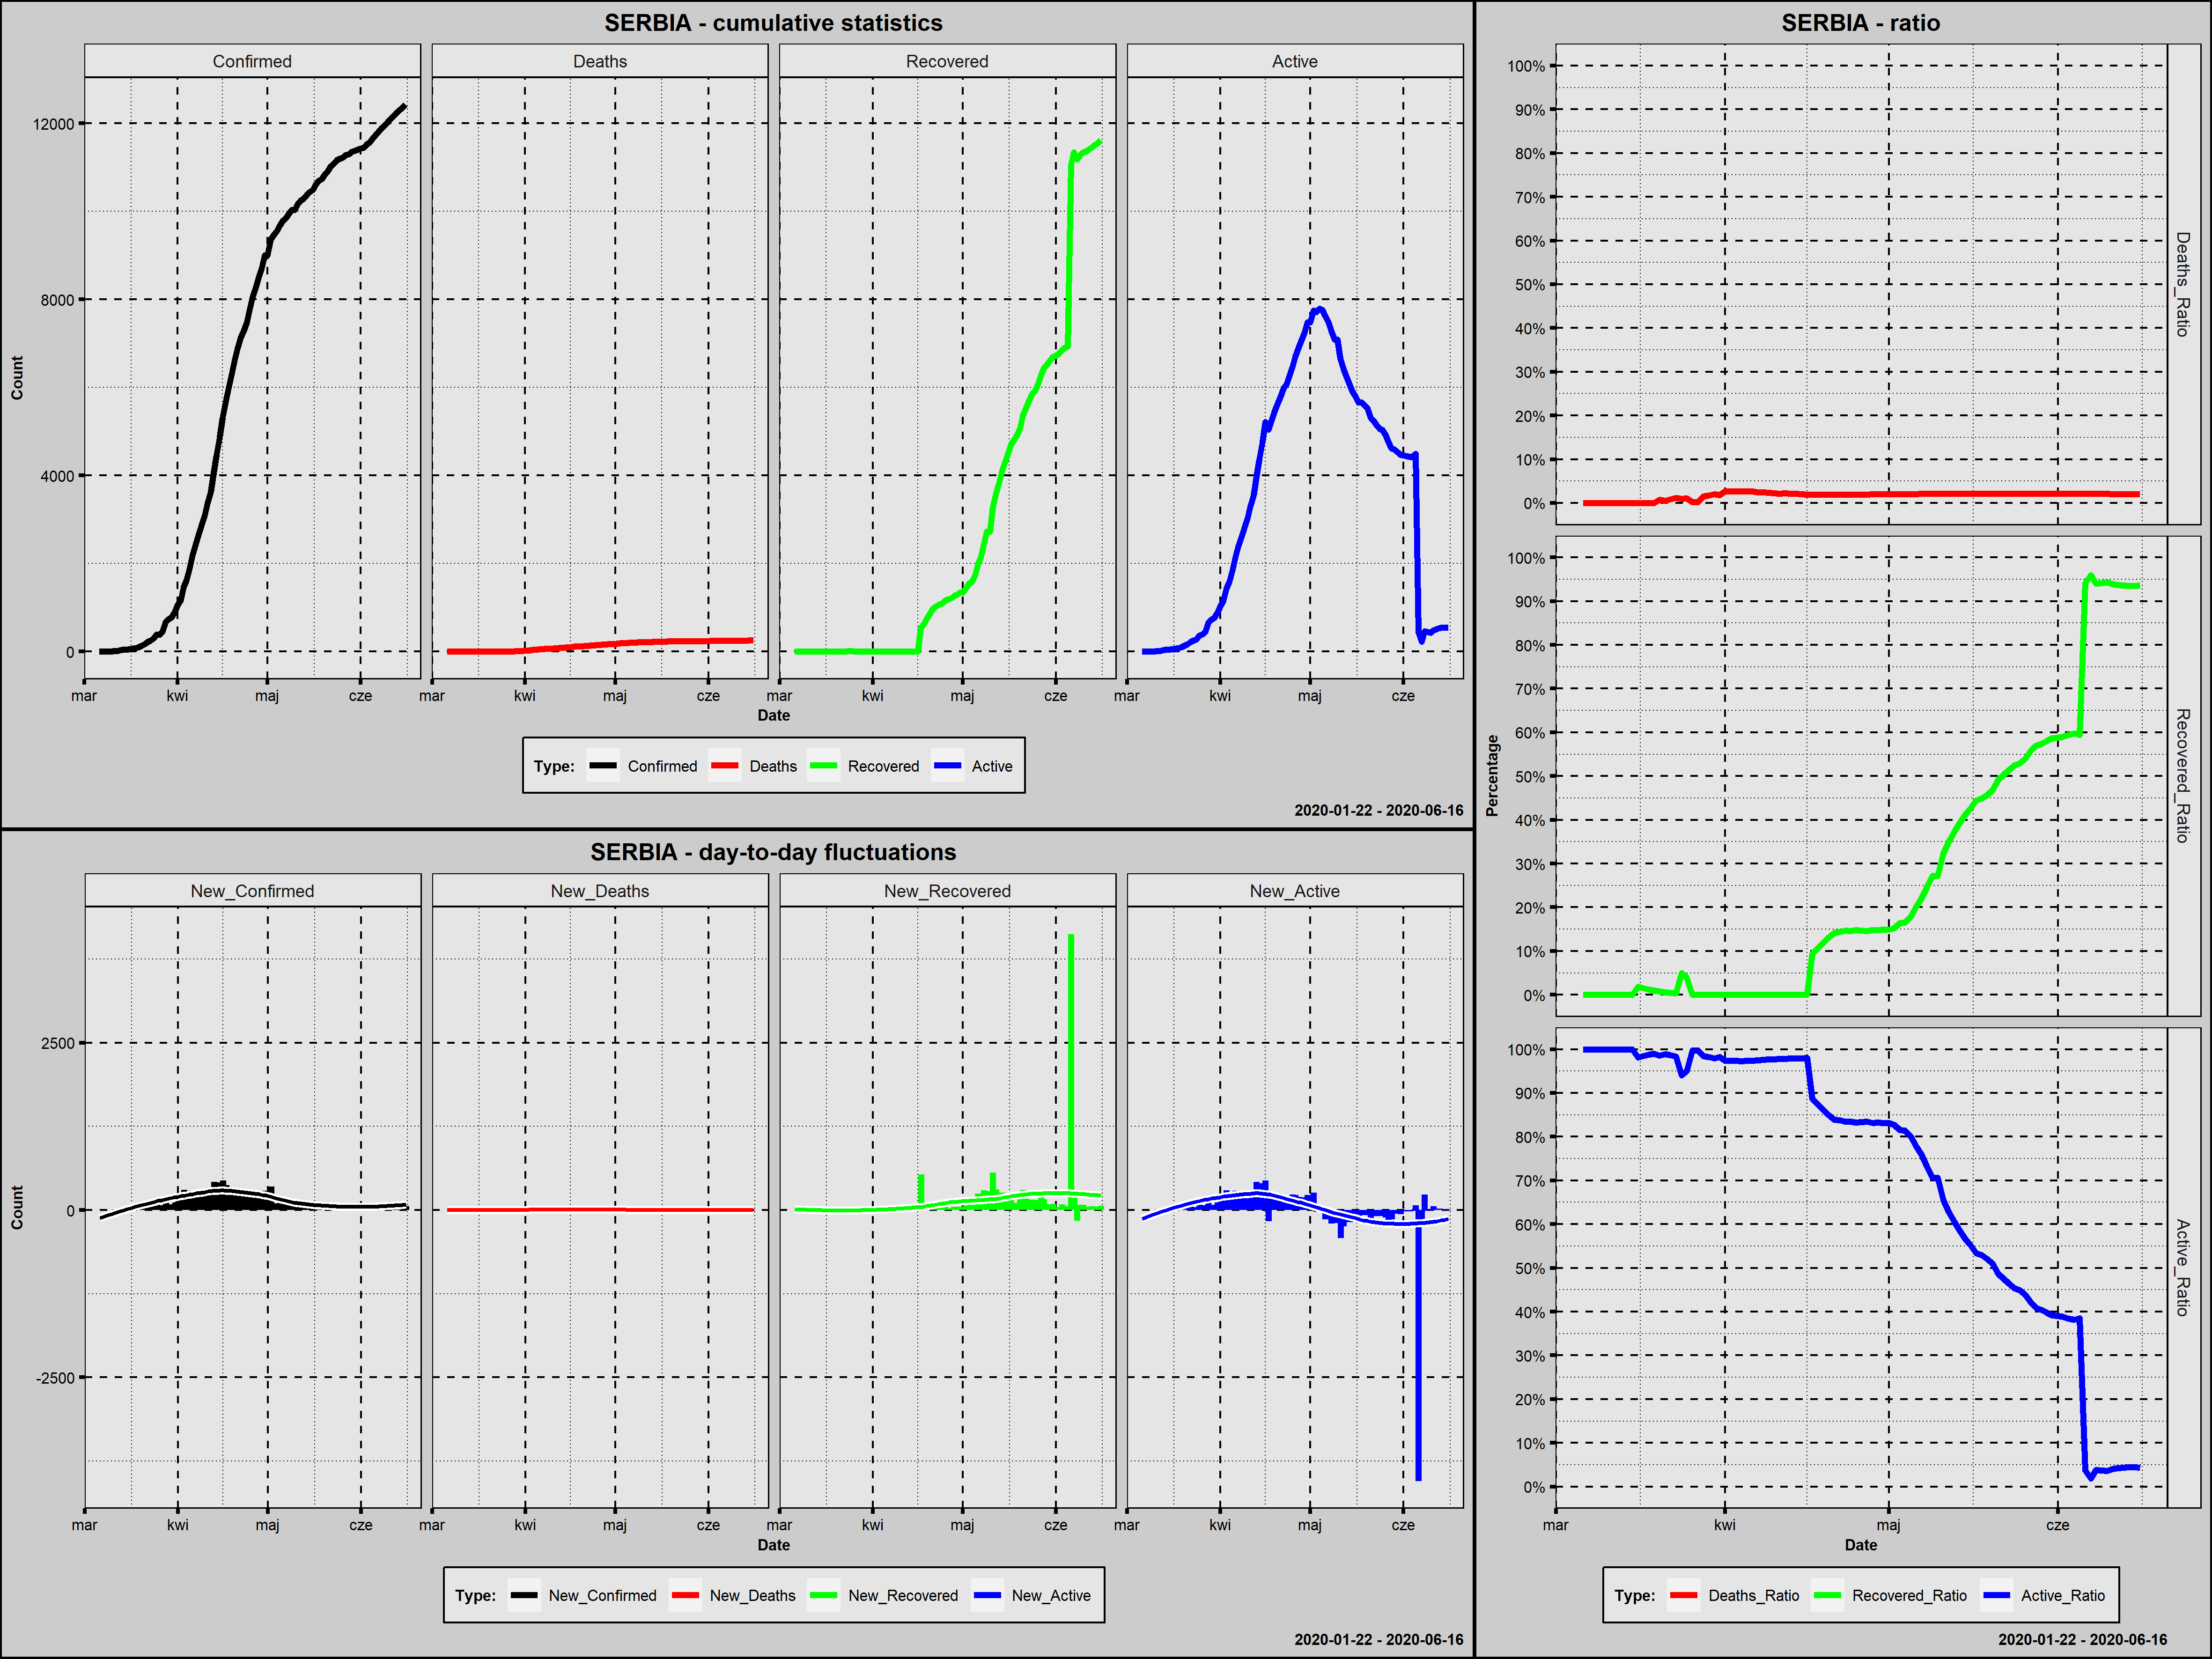 SERBIA - cumulative statistics
Confirmed Deaths Recovered Active
Count
12000
8000
4000
0
mar kwi maj cze mar kwi maj cze mar kwi maj cze mar kwi maj cze
Date
Type: Confirmed Deaths Recovered Active
2020-01-22 - 2020-06-16
SERBIA - day-to-day fluctuations
New_Confirmed New_Deaths New_Recovered New_Active
Count
2500
0
-2500
mar kwi maj cze mar kwi maj cze mar kwi maj cze mar kwi maj cze
Date
Type: New_Confirmed New_Deaths New_Recovered New_Active
2020-01-22 - 2020-06-16
SERBIA - ratio
Percentage
100%
90%
80%
70%
60%
50%
40%
30%
20%
10%
0%
Deaths_Ratio
100%
90%
80%
70%
60%
50%
40%
30%
20%
10%
0%
Recovered_Ratio
100%
90%
80%
70%
60%
50%
40%
30%
20%
10%
0%
Active_Ratio
mar kwi maj cze
Date
Type: Deaths_Ratio Recovered_Ratio Active_Ratio
2020-01-22 - 2020-06-16